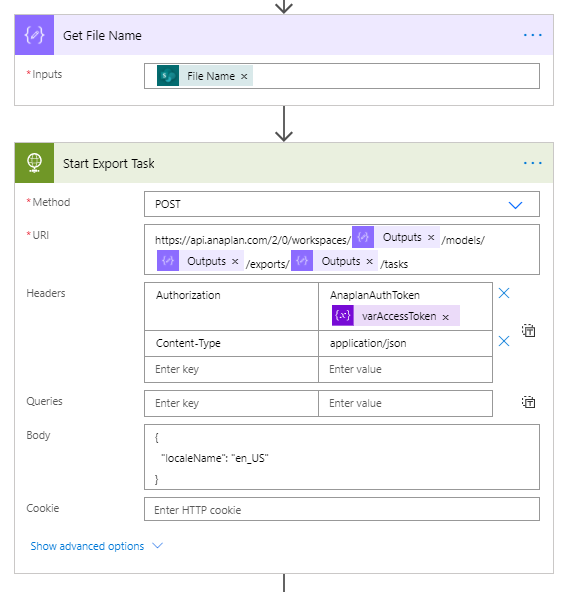 Get File Name
...
* Inputs
File Name ×
Start Export Task
...
* Method
POST
* URI
https://api.anaplan.com/2/0/workspaces/ Outputs × /models/
Outputs × /exports/ Outputs × /tasks
Headers
Authorization
AnaplanAuthToken
{x} varAccessToken ×
Content-Type
application/json
Enter key
Enter value
Queries
Enter key
Enter value
Body
{
"localeName": "en_US"
}
Cookie
Enter HTTP cookie
Show advanced options